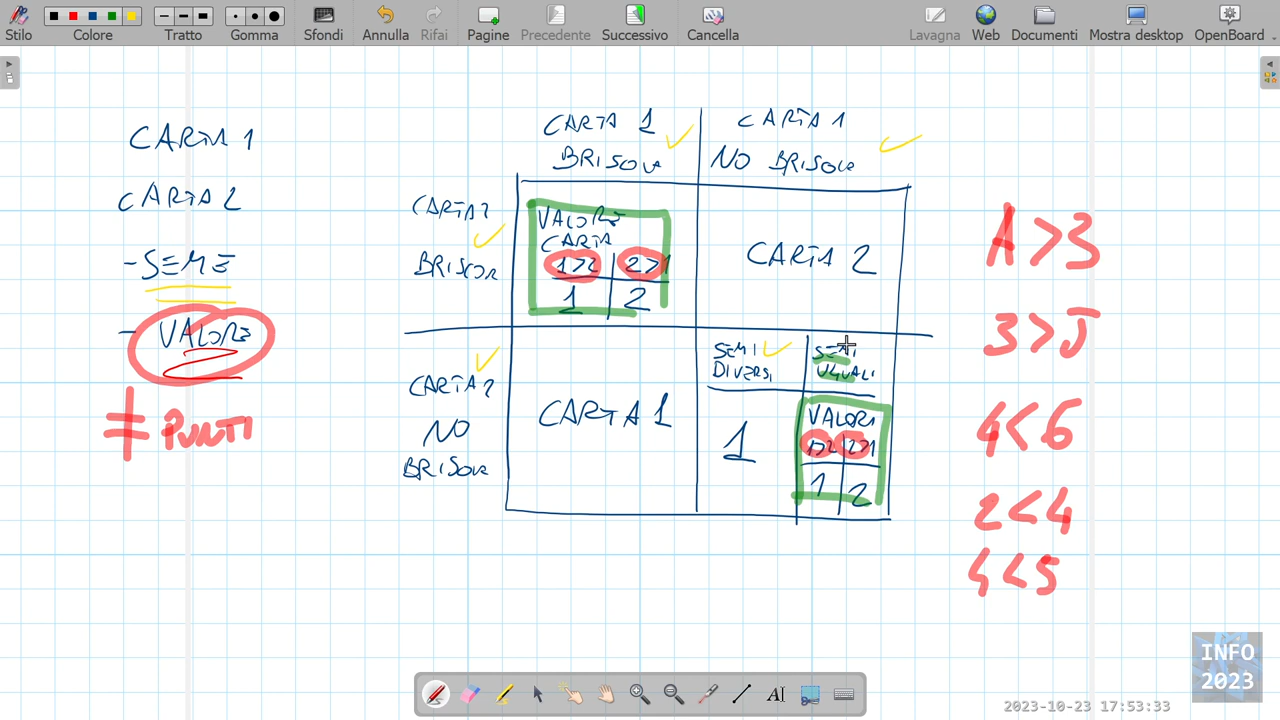 Stilo Colore Tratto Gomma Sfondi Annulla Rifai Pagine Precedente Successivo Cancella Lavagna Web Documenti Mostra desktop OpenBoard
CARTA 1
CARTA 2
- SEME
- VALORE
≠ PUNTI
CARTA 1
BRISCOLA
CARTA 1
NO BRISCOLA
CARTA 2
BRISCOLA
VALORE
CARTA
1>2 2>1
1 2
CARTA 2
CARTA 2
NO
BRISCOLA
CARTA 1
SEMI
DIVERSI
1
SEMI
UGUALI
VALORI
1>2 2>1
1 2
A>3
3>J
4<6
2<4
4<5
INFO
2023
2023-10-23 17:53:33